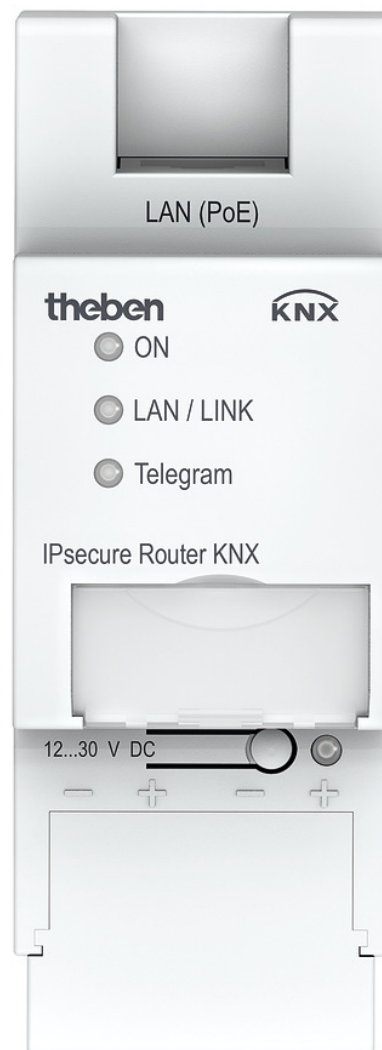 LAN (PoE)
theben KNX
ON
LAN / LINK
Telegram
IPsecure Router KNX
12...30 V DC
− + − +